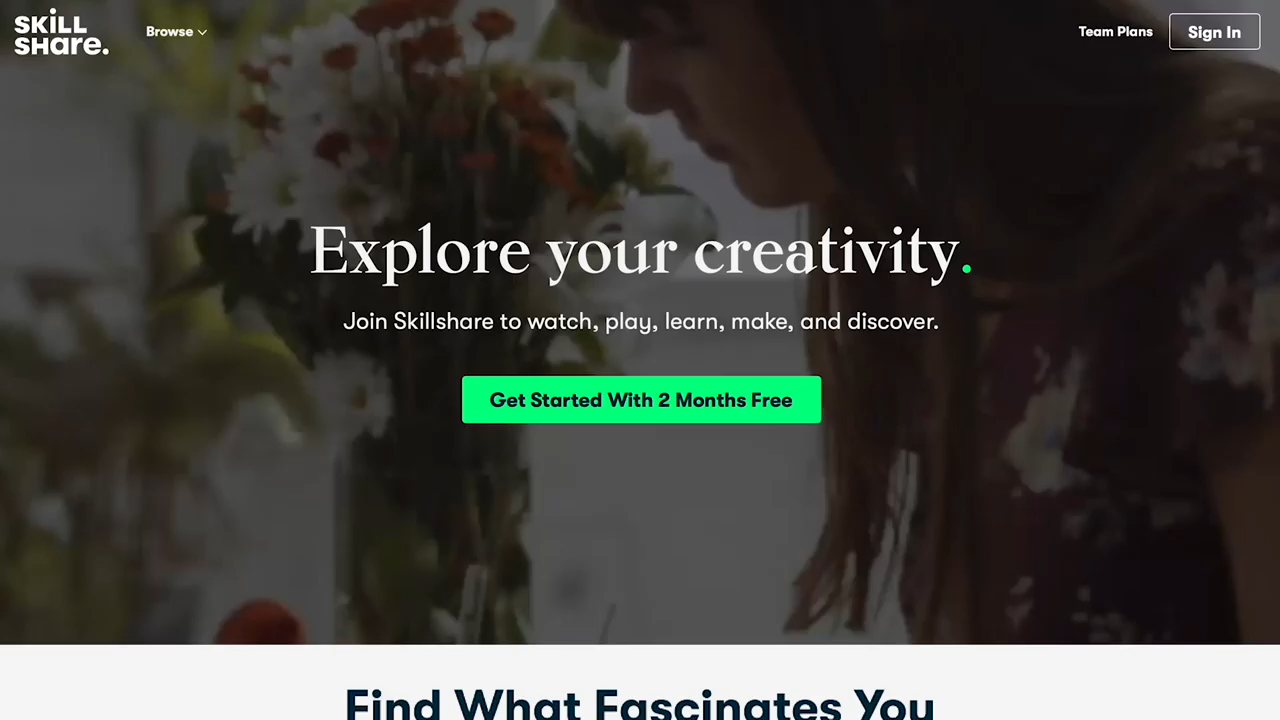 SKILL
SHare.
Browse
Team Plans
Sign In
Explore your creativity.
Join Skillshare to watch, play, learn, make, and discover.
Get Started With 2 Months Free
Find What Fascinates You